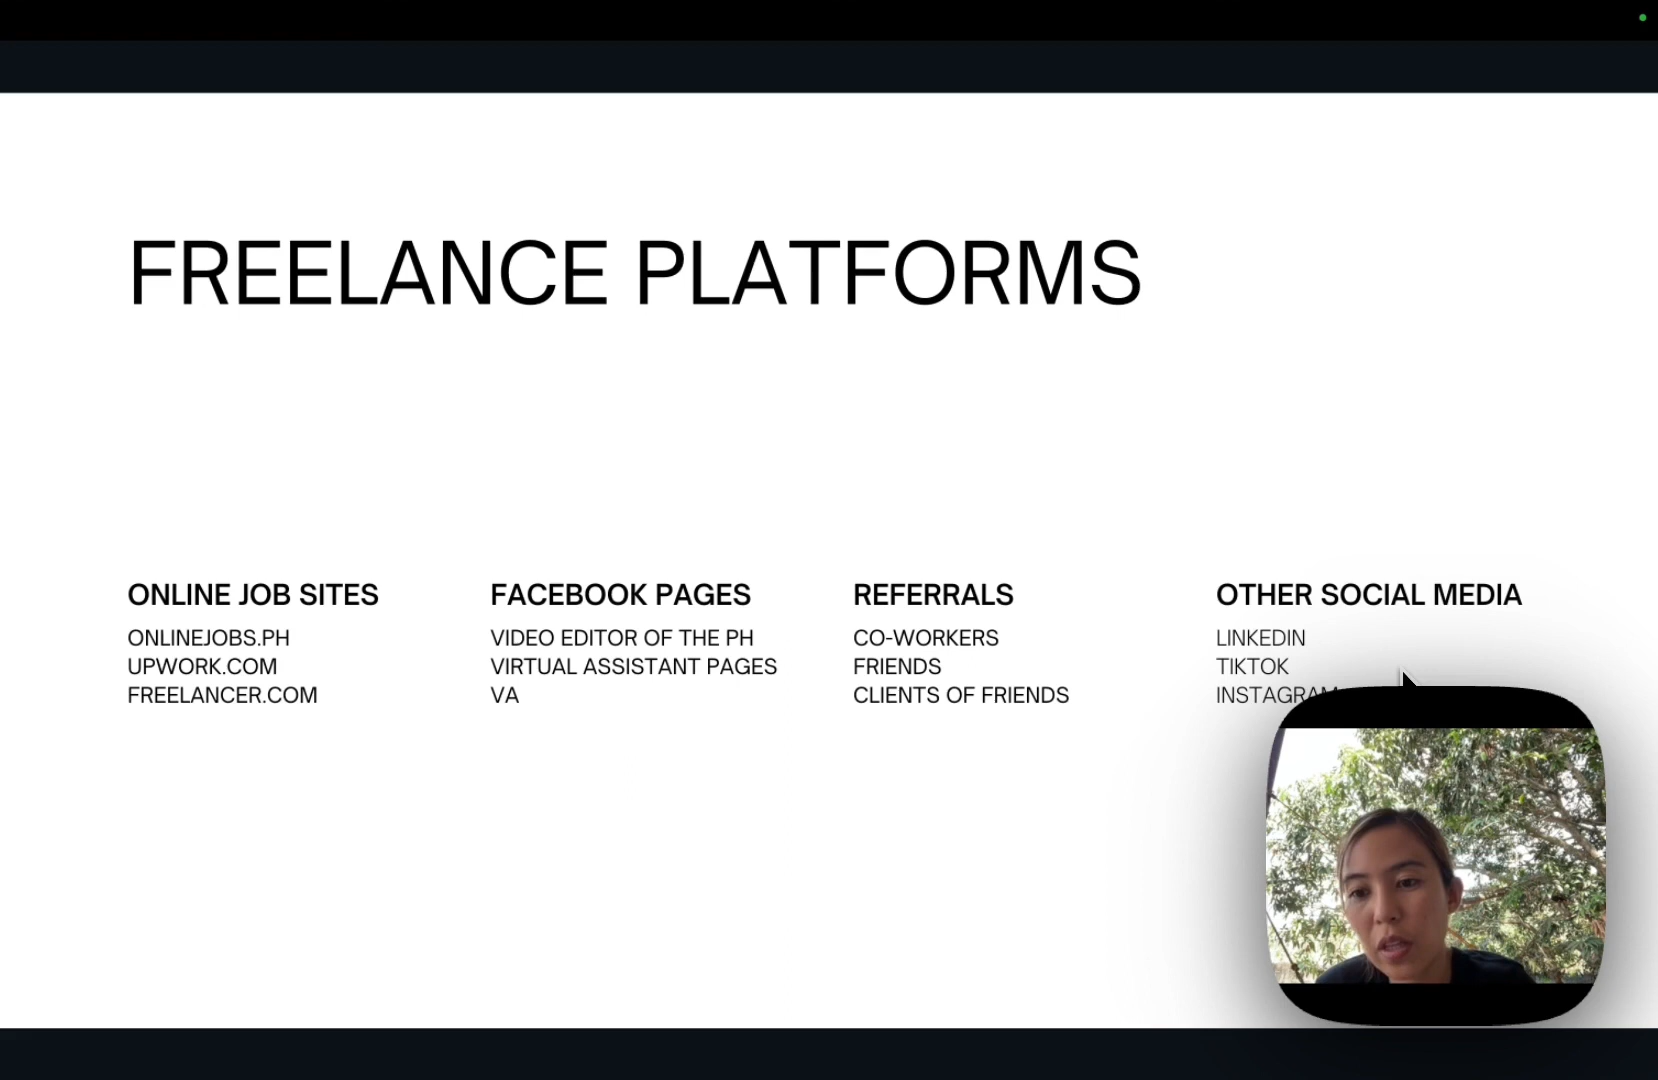 FREELANCE PLATFORMS
ONLINE JOB SITES
ONLINEJOBS.PH
UPWORK.COM
FREELANCER.COM
FACEBOOK PAGES
VIDEO EDITOR OF THE PH
VIRTUAL ASSISTANT PAGES
VA
REFERRALS
CO-WORKERS
FRIENDS
CLIENTS OF FRIENDS
OTHER SOCIAL MEDIA
LINKEDIN
TIKTOK
INSTAGRAM